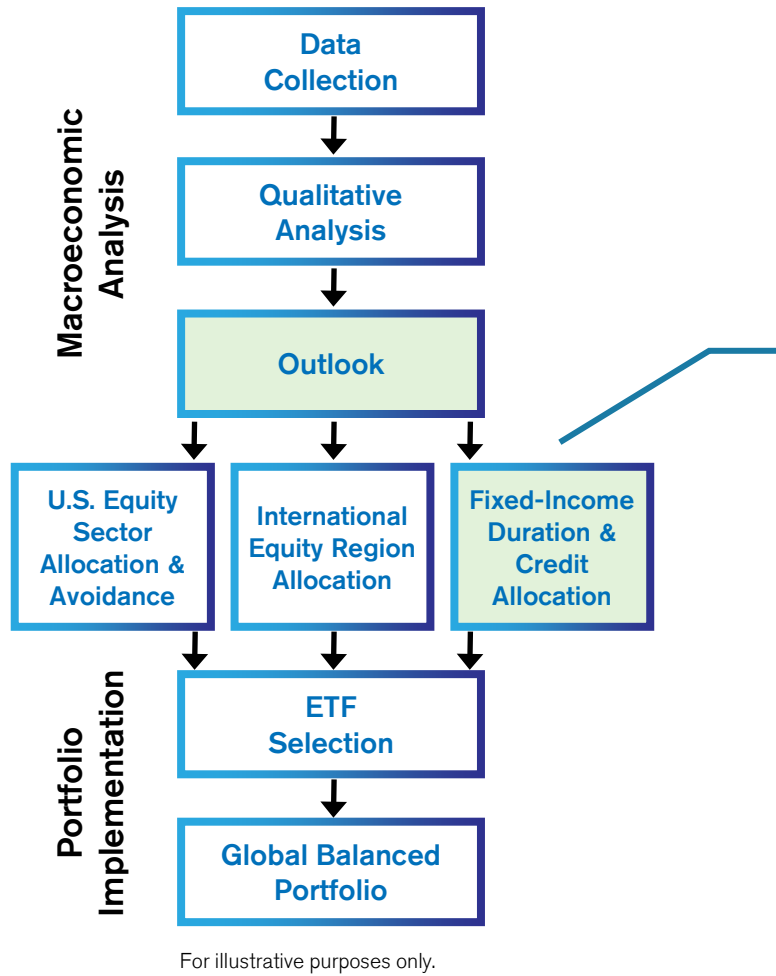 Macroeconomic
Analysis
Data
Collection
Qualitative
Analysis
Outlook
U.S. Equity
Sector
Allocation &
Avoidance
International
Equity Region
Allocation
Fixed-Income
Duration &
Credit
Allocation
Portfolio
Implementation
ETF
Selection
Global Balanced
Portfolio
For illustrative purposes only.